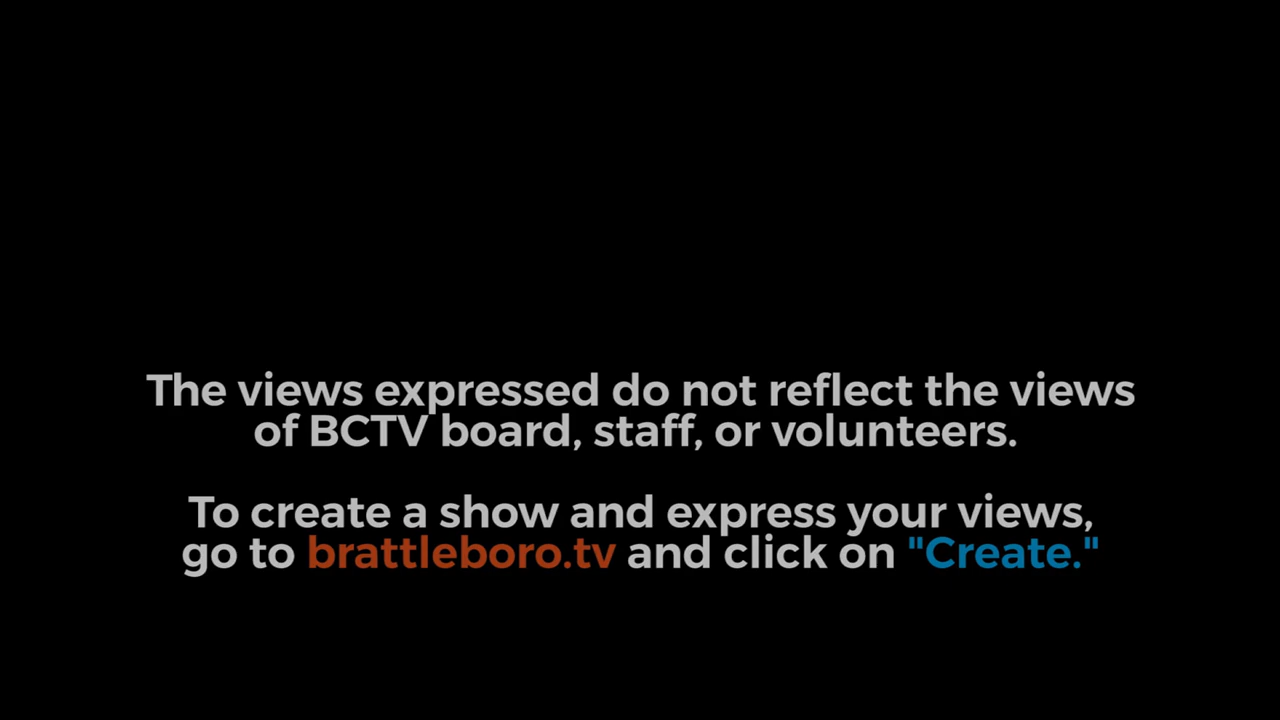 The views expressed do not reflect the views
of BCTV board, staff, or volunteers.
To create a show and express your views,
go to brattleboro.tv and click on "Create."